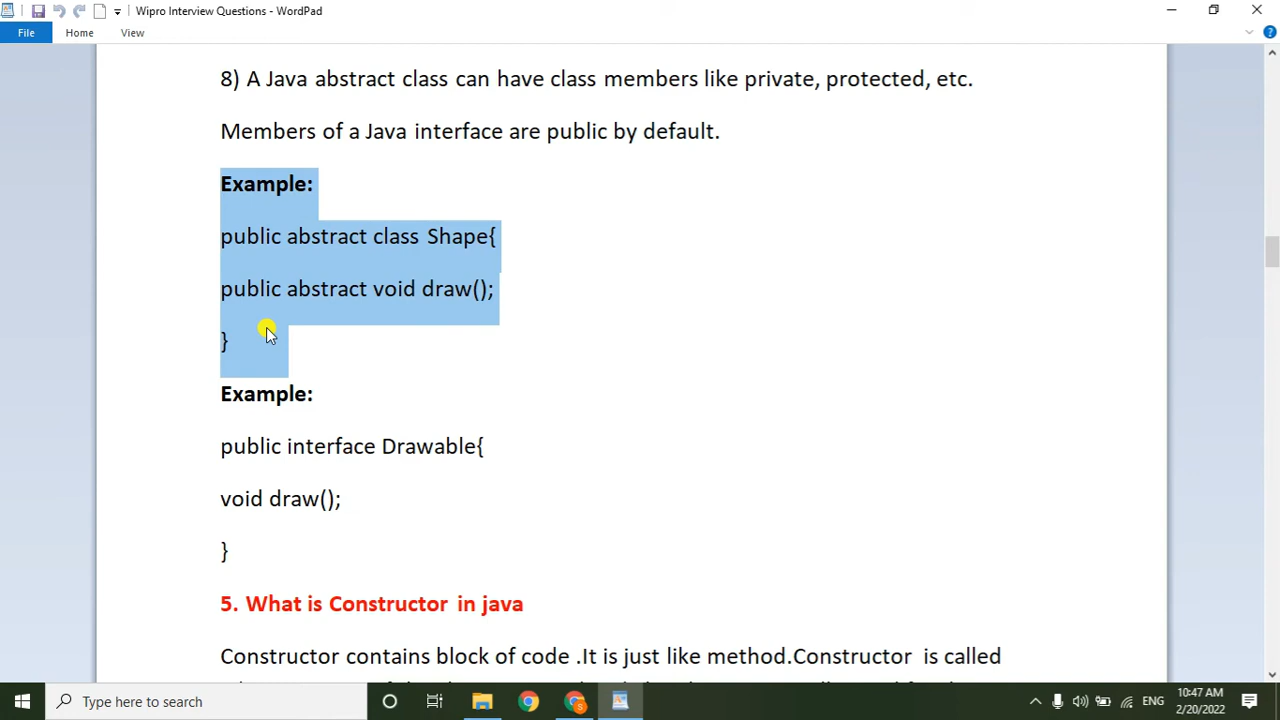 Wipro Interview Questions - WordPad
File Home View
8) A Java abstract class can have class members like private, protected, etc.
Members of a Java interface are public by default.
Example:
public abstract class Shape{
public abstract void draw();
}
Example:
public interface Drawable{
void draw();
}
5. What is Constructor in java
Constructor contains block of code .It is just like method.Constructor is called
Type here to search
ENG
10:47 AM
2/20/2022